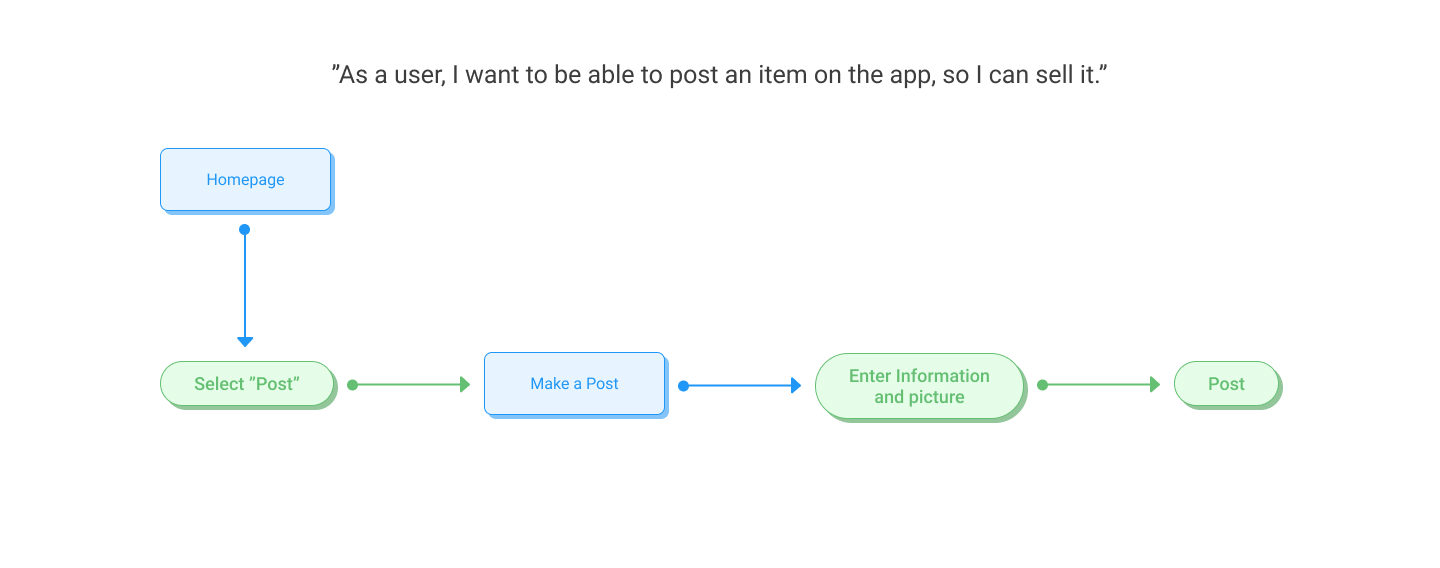 ”As a user, I want to be able to post an item on the app, so I can sell it.”
Homepage
Select ”Post”
Make a Post
Enter Information
and picture
Post